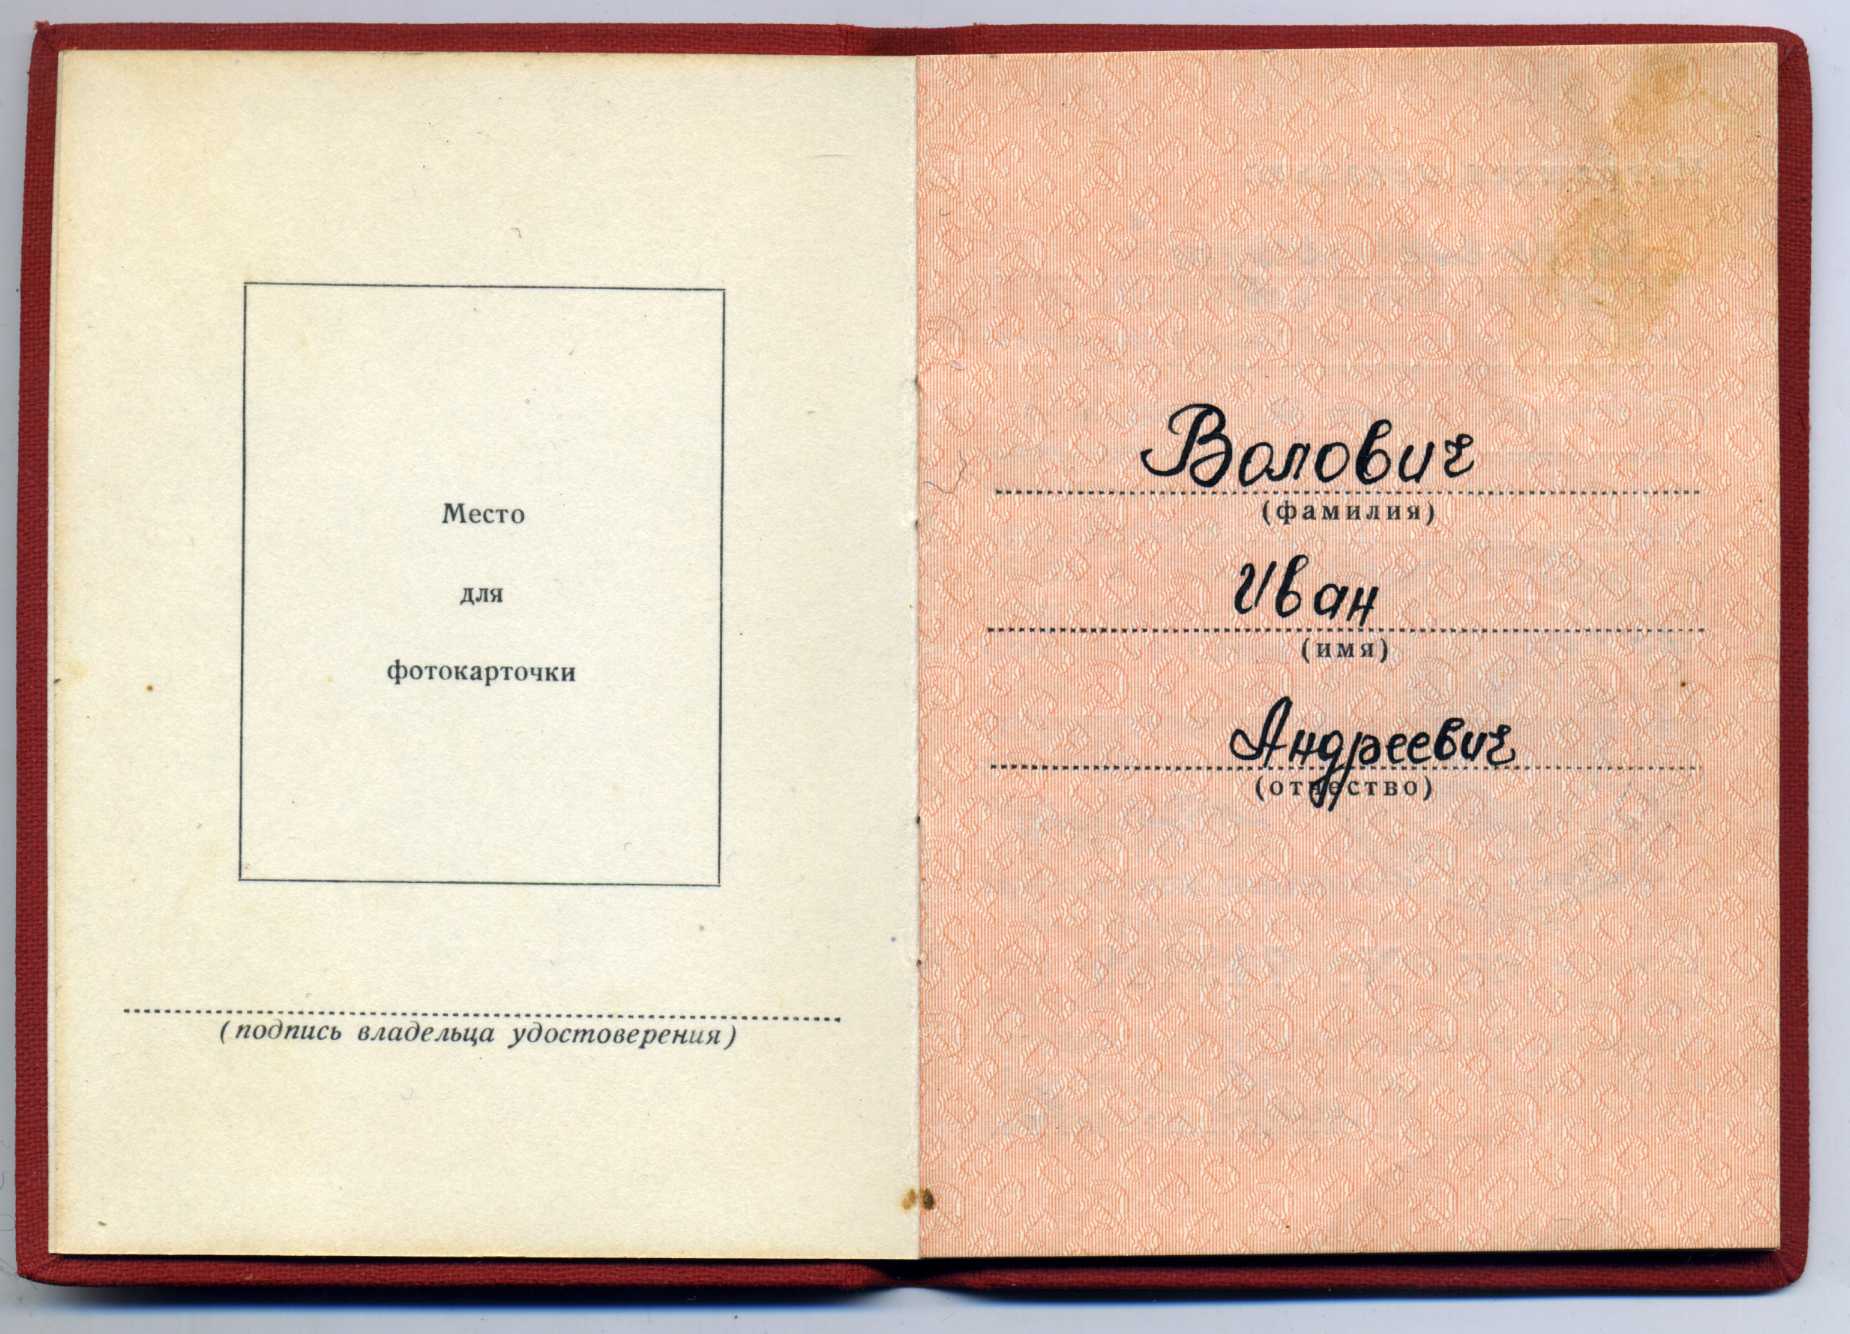 Место
для
фотокарточки
(подпись владельца удостоверения)
Волович
(фамилия)
Иван
(имя)
Андреевич
(отчество)